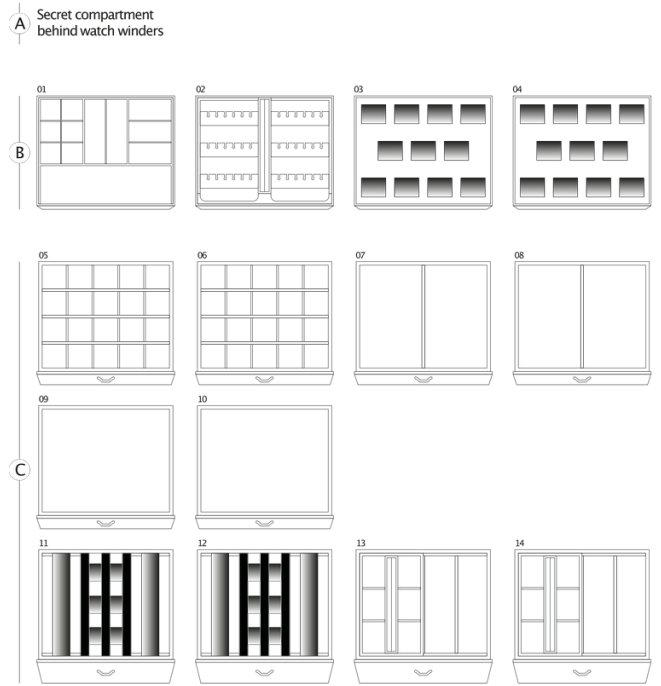 A
Secret compartment
behind watch winders
01 02 03 04
B
05 06 07 08
09 10
C
11 12 13 14